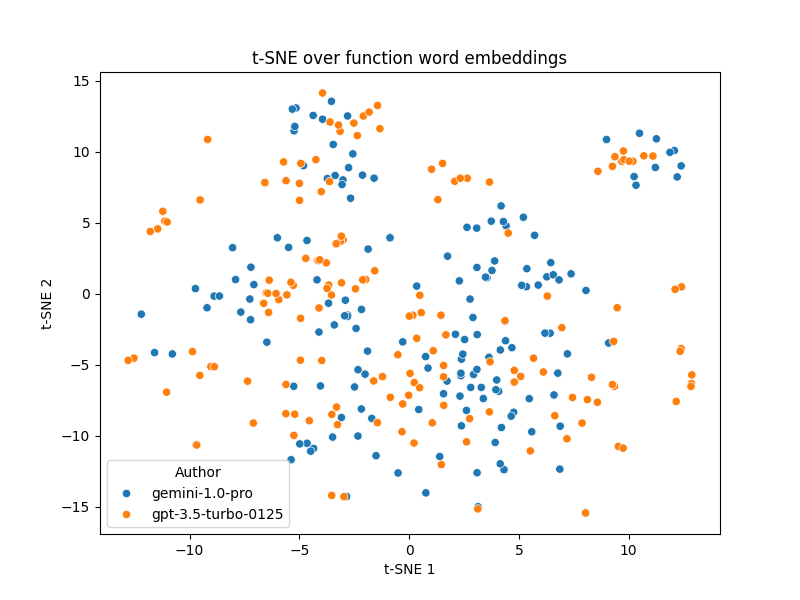 t-SNE over function word embeddings
15
10
5
0
−5
−10
−15
t-SNE 2
Author
gemini-1.0-pro
gpt-3.5-turbo-0125
−10
−5
0
5
10
t-SNE 1